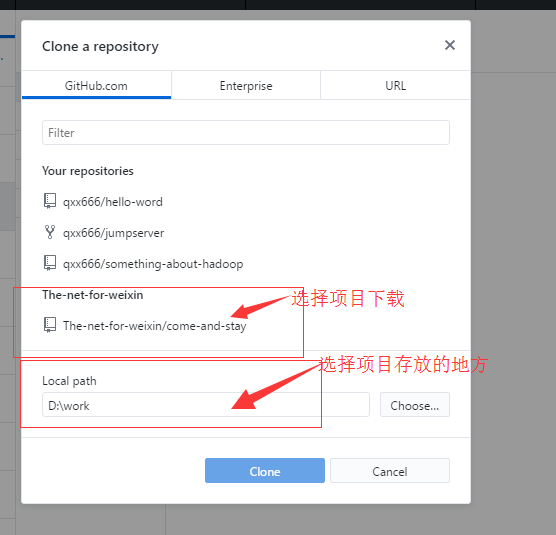 Clone a repository
GitHub.com
Enterprise
URL
Filter
Your repositories
qxx666/hello-word
qxx666/jumpserver
qxx666/something-about-hadoop
The-net-for-weixin
选择项目下载
The-net-for-weixin/come-and-stay
选择项目存放的地方
Local path
D:\work
Choose...
Clone
Cancel